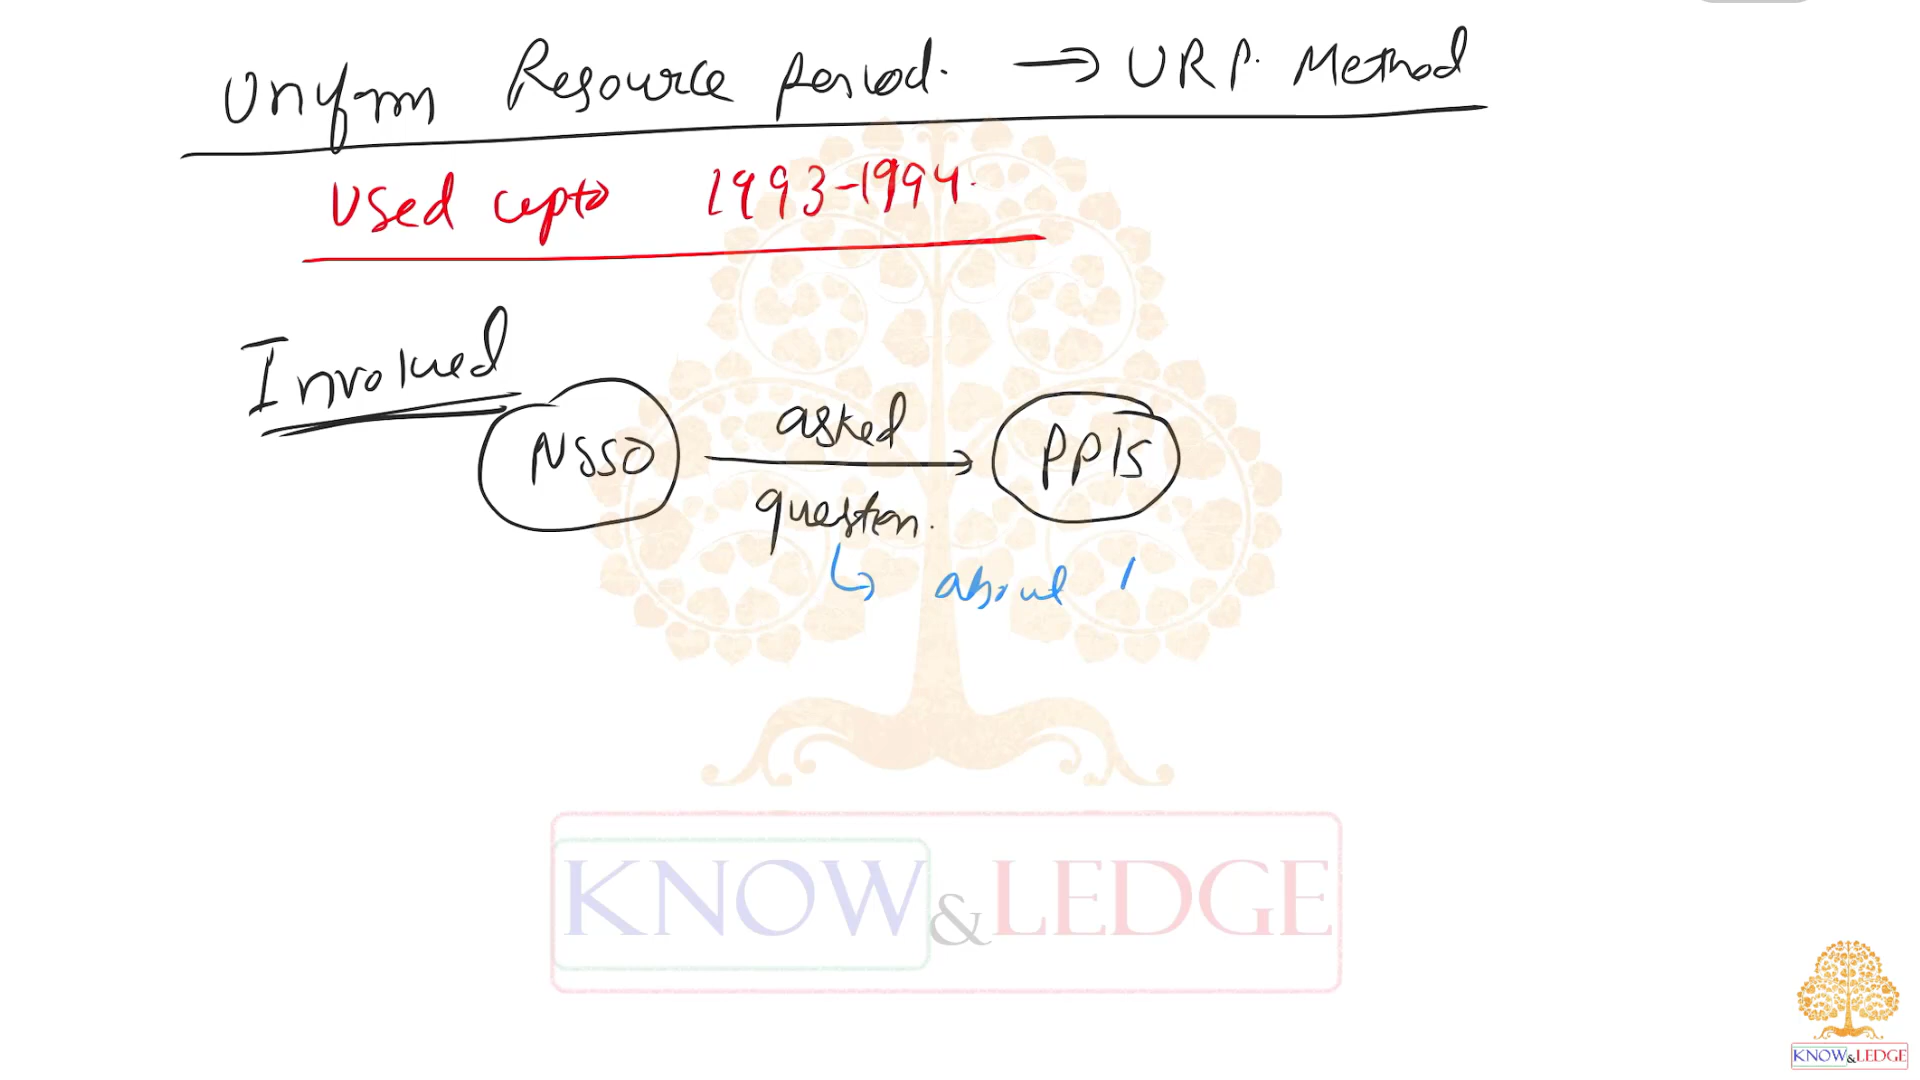 Uniform Resource period. → URP. Method
Used upto 1993-1994.
Involved
NSSO asked question. → PPls
↳ about
KNOW&LEDGE
KNOW&LEDGE